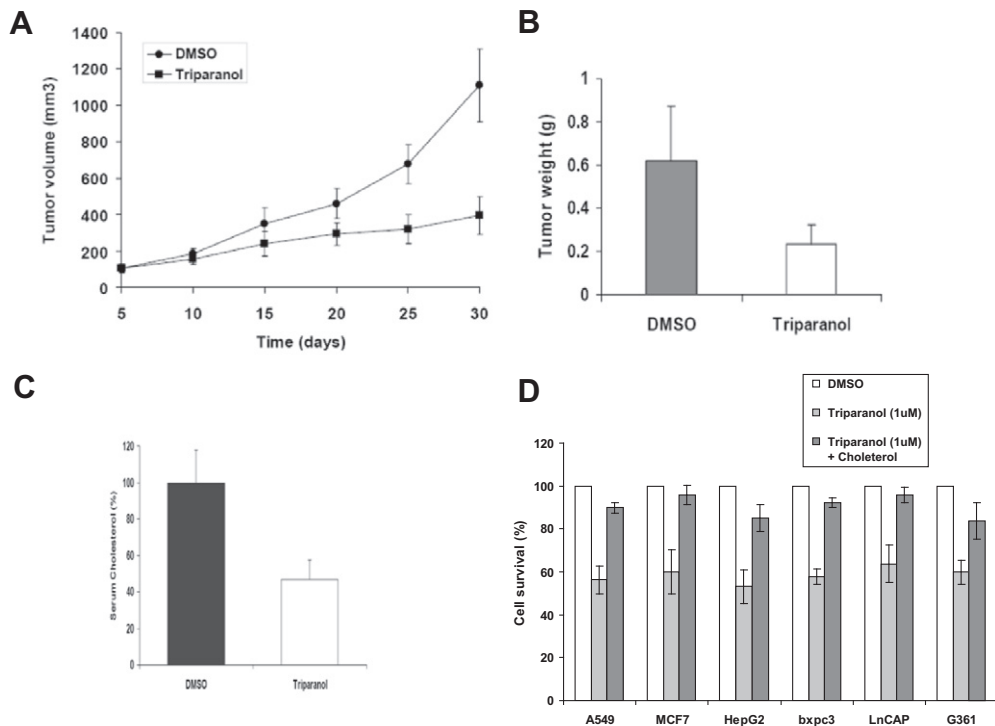 A
DMSO
Triparanol
Tumor volume (mm3)
1400
1200
1000
800
600
400
200
0
5 10 15 20 25 30
Time (days)
B
Tumor weight (g)
1
0.8
0.6
0.4
0.2
0
DMSO Triparanol
C
Serum Cholesterol (%)
120
100
80
60
40
20
0
DMSO Triparanol
D
DMSO
Triparanol (1uM)
Triparanol (1uM)
+ Choleterol
Cell survival (%)
120
100
80
60
40
20
0
A549 MCF7 HepG2 bxpc3 LnCAP G361